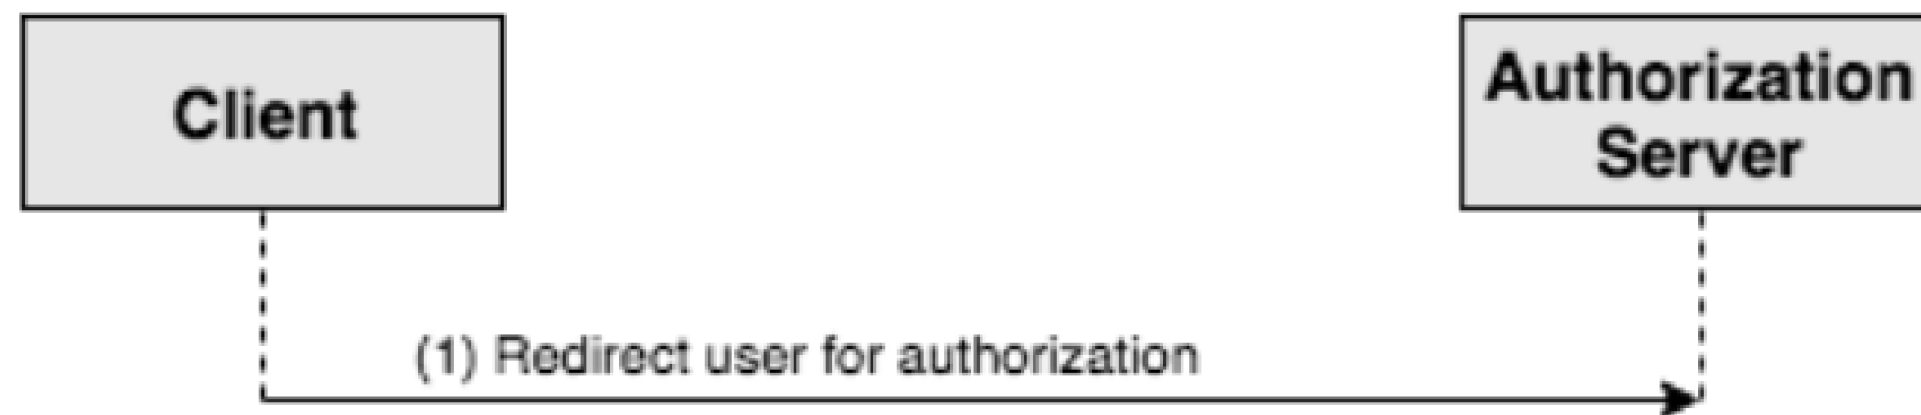 Client
Authorization
Server
(1) Redirect user for authorization